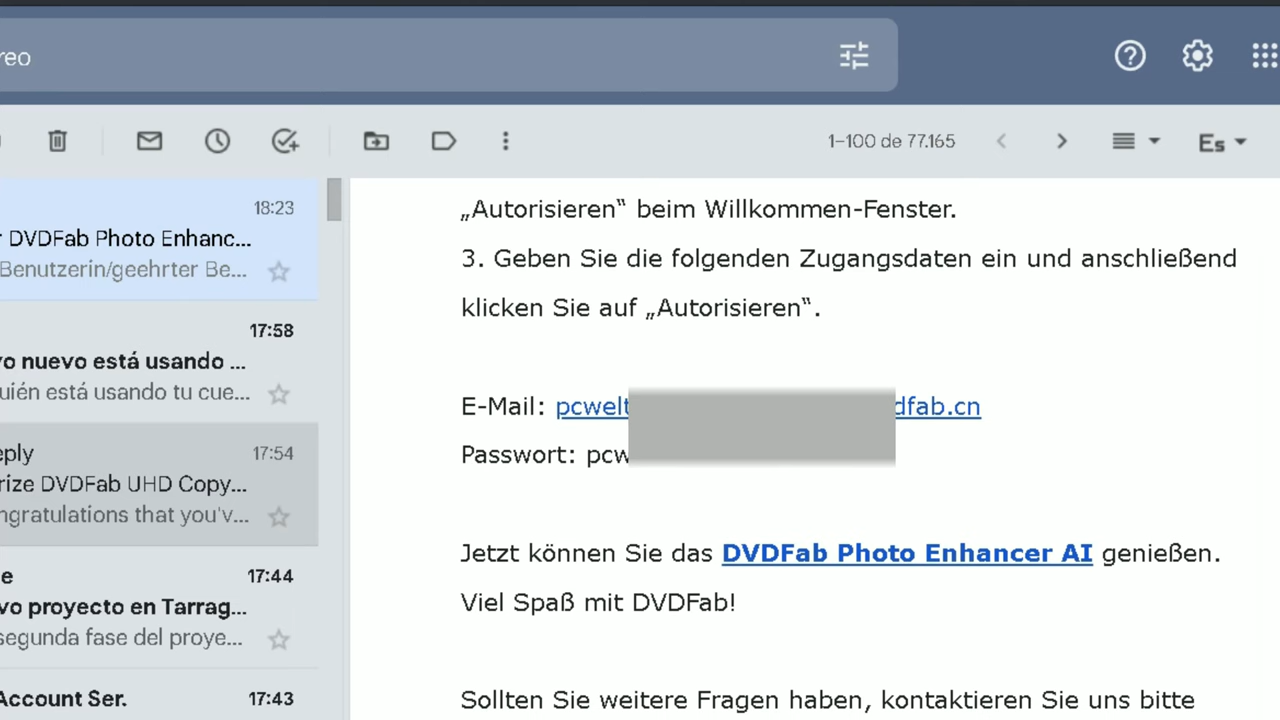 reo
1–100 de 77.165
Es
18:23
DVDFab Photo Enhanc...
Benutzerin/geehrter Be...
17:58
vo nuevo está usando ...
uién está usando tu cue...
eply
17:54
rize DVDFab UHD Copy...
ngratulations that you'v...
e
17:44
vo proyecto en Tarrag...
segunda fase del proye...
Account Ser.
17:43
„Autorisieren“ beim Willkommen-Fenster.
3. Geben Sie die folgenden Zugangsdaten ein und anschließend
klicken Sie auf „Autorisieren“.
E-Mail: pcwelt dfab.cn
Passwort: pcw
Jetzt können Sie das DVDFab Photo Enhancer AI genießen.
Viel Spaß mit DVDFab!
Sollten Sie weitere Fragen haben, kontaktieren Sie uns bitte